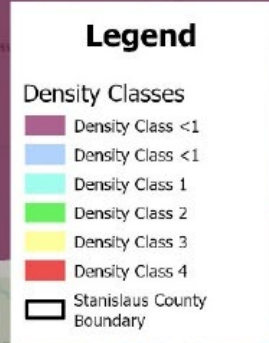 Legend
Density Classes
Density Class <1
Density Class <1
Density Class 1
Density Class 2
Density Class 3
Density Class 4
Stanislaus County
Boundary